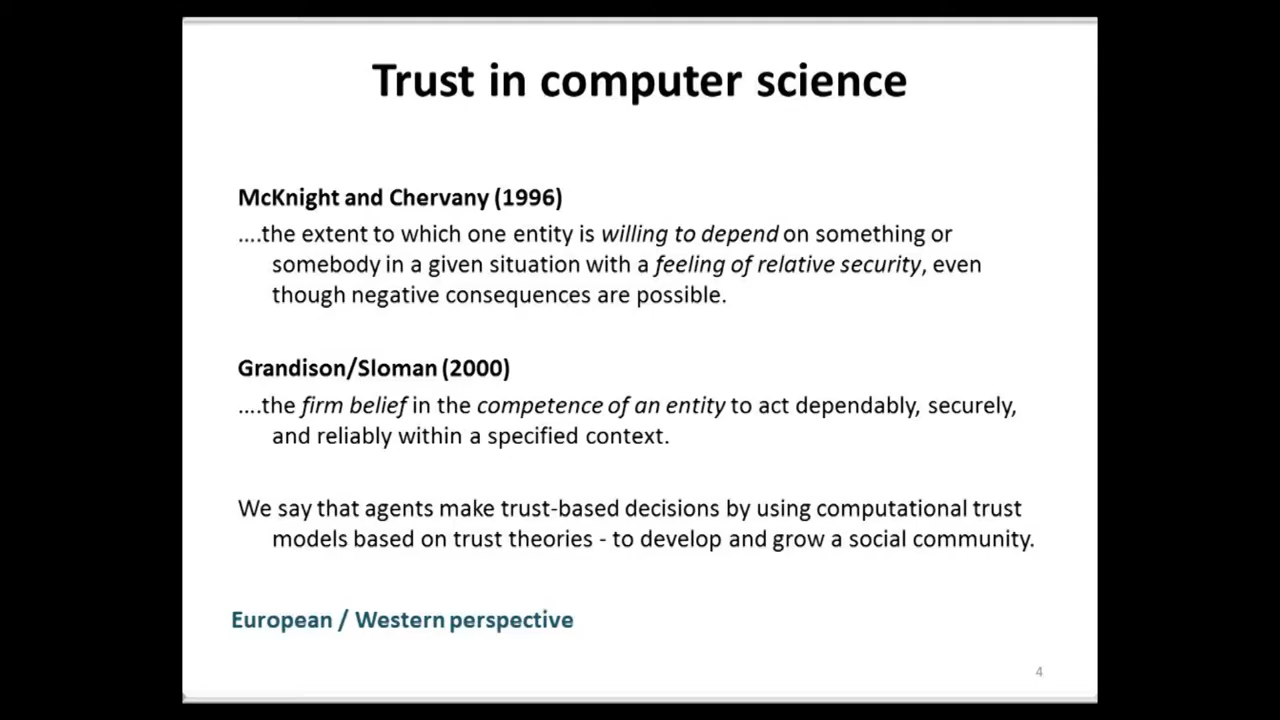 Trust in computer science
McKnight and Chervany (1996)
....the extent to which one entity is willing to depend on something or
somebody in a given situation with a feeling of relative security, even
though negative consequences are possible.
Grandison/Sloman (2000)
....the firm belief in the competence of an entity to act dependably, securely,
and reliably within a specified context.
We say that agents make trust-based decisions by using computational trust
models based on trust theories - to develop and grow a social community.
European / Western perspective
4